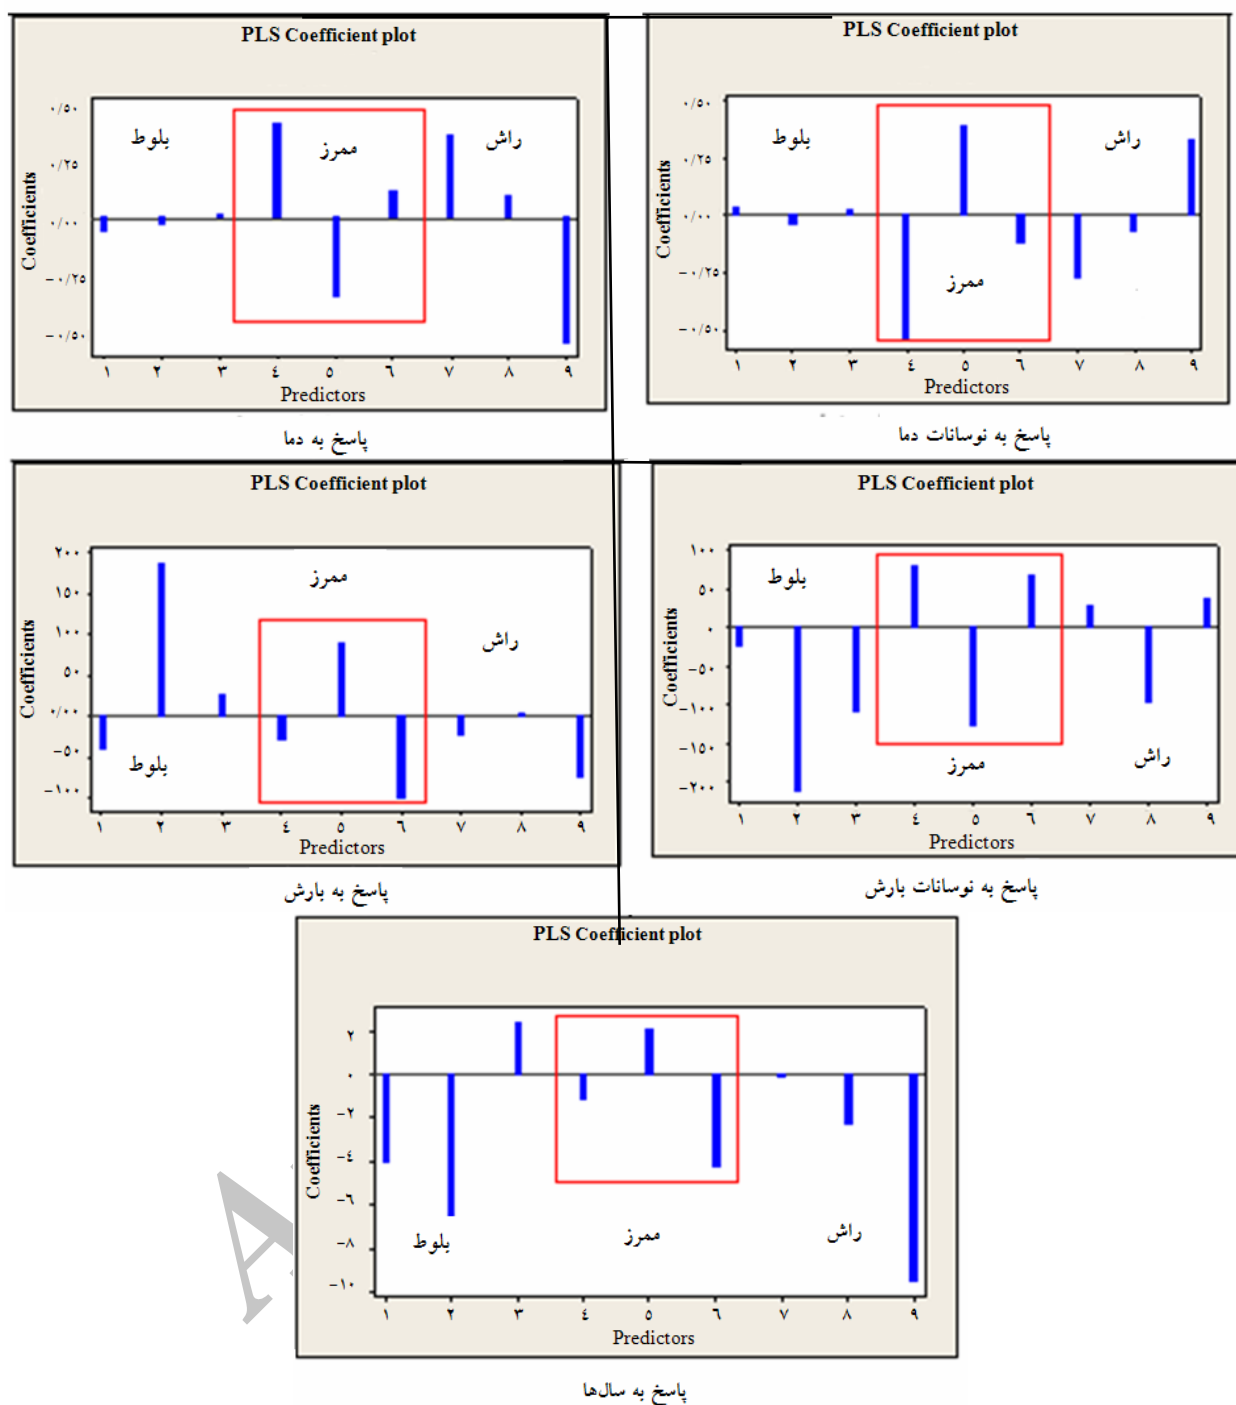 PLS Coefficient plot
Coefficients
۰/۵۰
۰/۲۵
۰/۰۰
−۰/۲۵
−۰/۵۰
بلوط
ممرز
راش
۱ ۲ ۳ ٤ ٥ ٦ ۷ ۸ ۹
Predictors
پاسخ به دما
PLS Coefficient plot
Coefficients
۰/۵۰
۰/۲۵
۰/۰۰
−۰/۲۵
−۰/۵۰
بلوط
راش
ممرز
۱ ۲ ۳ ٤ ٥ ٦ ۷ ۸ ۹
Predictors
پاسخ به نوسانات دما
PLS Coefficient plot
Coefficients
۲۰۰
۱۵۰
۱۰۰
۵۰
۰/۰۰
−۵۰
−۱۰۰
ممرز
راش
بلوط
۱ ۲ ۳ ٤ ٥ ٦ ۷ ۸ ۹
Predictors
پاسخ به بارش
PLS Coefficient plot
Coefficients
۱۰۰
۵۰
۰
−۵۰
−۱۰۰
−۱۵۰
−۲۰۰
بلوط
ممرز
راش
۱ ۲ ۳ ٤ ٥ ٦ ۷ ۸ ۹
Predictors
پاسخ به نوسانات بارش
PLS Coefficient plot
Coefficients
۲
۰
−۲
−٤
−٦
−۸
−۱۰
بلوط
ممرز
راش
۱ ۲ ۳ ٤ ٥ ٦ ۷ ۸ ۹
Predictors
پاسخ به سال‌ها